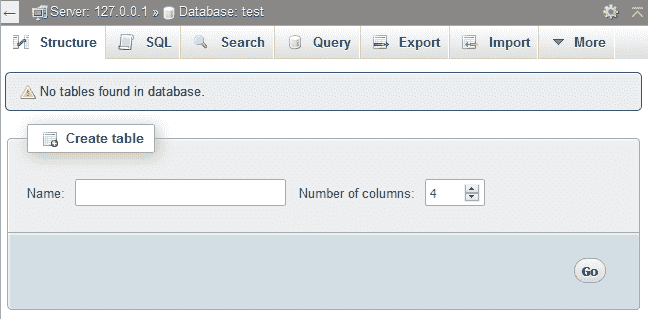 Server: 127.0.0.1 » Database: test
Structure SQL Search Query Export Import More
No tables found in database.
Create table
Name: Number of columns: 4
Go